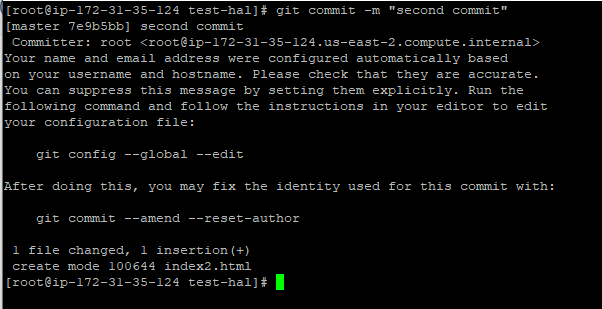 [root@ip-172-31-35-124 test-hal]# git commit -m "second commit"
[master 7e9b5bb] second commit
 Committer: root <root@ip-172-31-35-124.us-east-2.compute.internal>
Your name and email address were configured automatically based
on your username and hostname. Please check that they are accurate.
You can suppress this message by setting them explicitly. Run the
following command and follow the instructions in your editor to edit
your configuration file:

    git config --global --edit

After doing this, you may fix the identity used for this commit with:

    git commit --amend --reset-author

 1 file changed, 1 insertion(+)
 create mode 100644 index2.html
[root@ip-172-31-35-124 test-hal]#